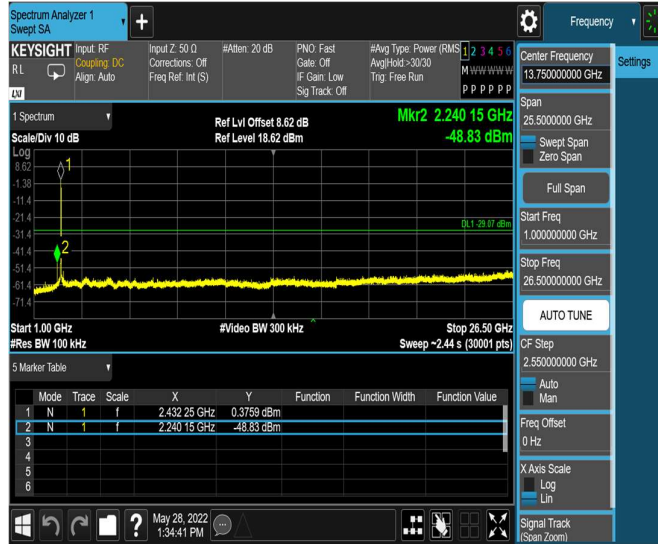 Spectrum Analyzer 1
Swept SA
+
Frequency
KEYSIGHT
RL
LXI
Input: RF
Coupling: DC
Align: Auto
Input Z: 50 Ω
Corrections: Off
Freq Ref: Int (S)
#Atten: 20 dB
PNO: Fast
Gate: Off
IF Gain: Low
Sig Track: Off
#Avg Type: Power (RMS
Avg|Hold:>30/30
Trig: Free Run
1 2 3 4 5 6
M W W W W W
P P P P P P
1 Spectrum
Scale/Div 10 dB
Ref Lvl Offset 8.62 dB
Ref Level 18.62 dBm
Mkr2 2.240 15 GHz
-48.83 dBm
Log
8.62
-1.38
-11.4
-21.4
-31.4
-41.4
-51.4
-61.4
-71.4
1
2
DL1 -29.07 dBm
Start 1.00 GHz
#Res BW 100 kHz
#Video BW 300 kHz
Stop 26.50 GHz
Sweep ~2.44 s (30001 pts)
5 Marker Table
Mode Trace Scale X Y Function Function Width Function Value
1 N 1 f 2.432 25 GHz 0.3759 dBm
2 N 1 f 2.240 15 GHz -48.83 dBm
3
4
5
6
?
May 28, 2022
1:34:41 PM
Center Frequency
13.750000000 GHz
Settings
Span
25.5000000 GHz
Swept Span
Zero Span
Full Span
Start Freq
1.000000000 GHz
Stop Freq
26.500000000 GHz
AUTO TUNE
CF Step
2.550000000 GHz
Auto
Man
Freq Offset
0 Hz
X Axis Scale
Log
Lin
Signal Track
(Span Zoom)